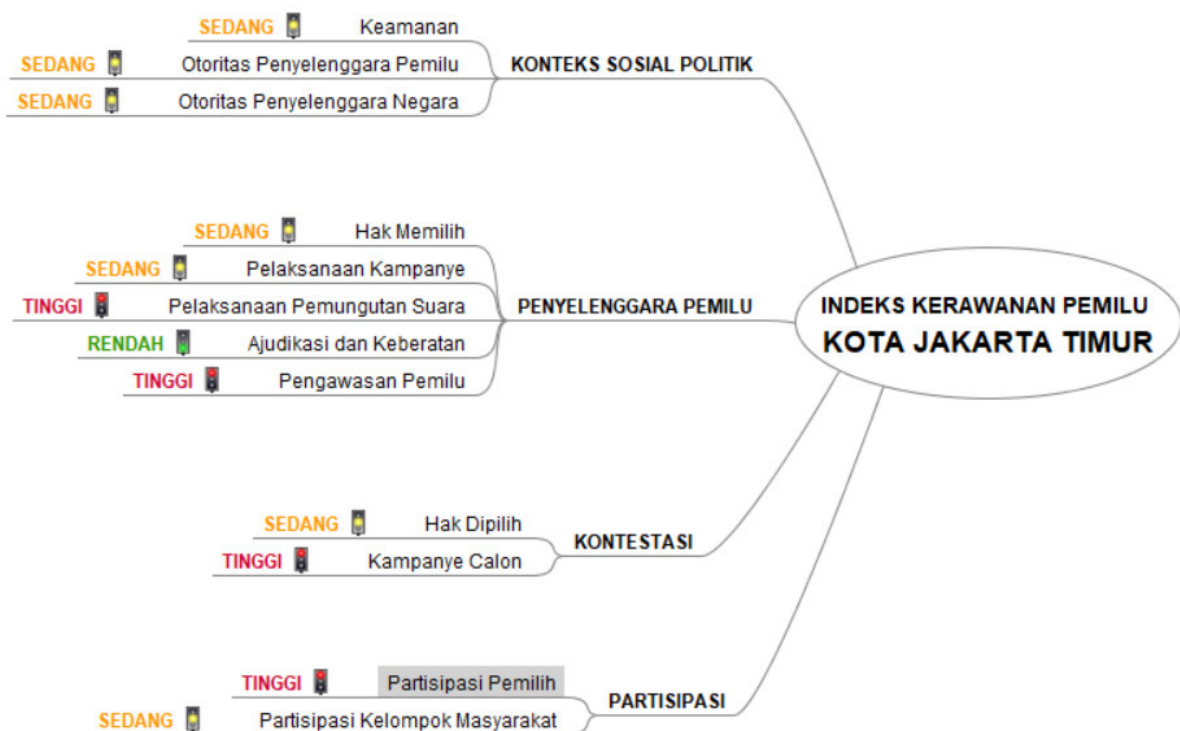 SEDANG Keamanan
SEDANG Otoritas Penyelenggara Pemilu
SEDANG Otoritas Penyelenggara Negara
KONTEKS SOSIAL POLITIK
SEDANG Hak Memilih
SEDANG Pelaksanaan Kampanye
TINGGI Pelaksanaan Pemungutan Suara
RENDAH Ajudikasi dan Keberatan
TINGGI Pengawasan Pemilu
PENYELENGGARA PEMILU
INDEKS KERAWANAN PEMILU
KOTA JAKARTA TIMUR
SEDANG Hak Dipilih
TINGGI Kampanye Calon
KONTESTASI
TINGGI Partisipasi Pemilih
SEDANG Partisipasi Kelompok Masyarakat
PARTISIPASI